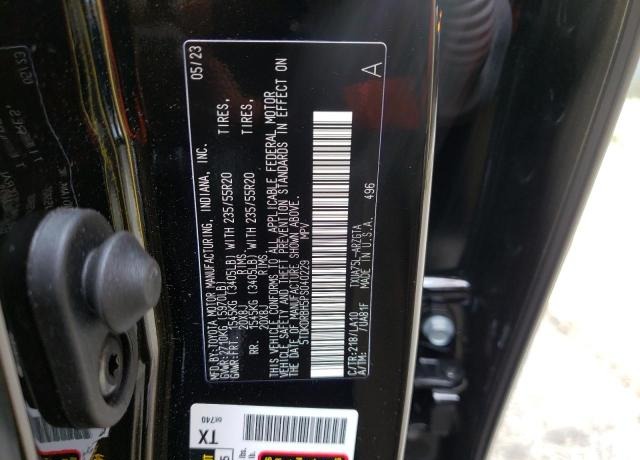 MFD.BY:TOYOTA MOTOR MANUFACTURING, INDIANA, INC. 05/23
GVWR:2710KG (5970LB)
GAWR:FRT. 1545KG (3405LB) WITH 235/55R20 TIRES,
20X8J RIMS
RR. 1545KG (3405LB) WITH 235/55R20 TIRES,
20X8J RIMS
THIS VEHICLE CONFORMS TO ALL APPLICABLE FEDERAL MOTOR
VEHICLE SAFETY AND THEFT PREVENTION STANDARDS IN EFFECT ON
THE DATE OF MANUFACTURE SHOWN ABOVE.
MPV
C/TR:218/LA10 TXUA75L-ARZGTA A
A/TM: /UA81F MADE IN U.S.A. 496
TX